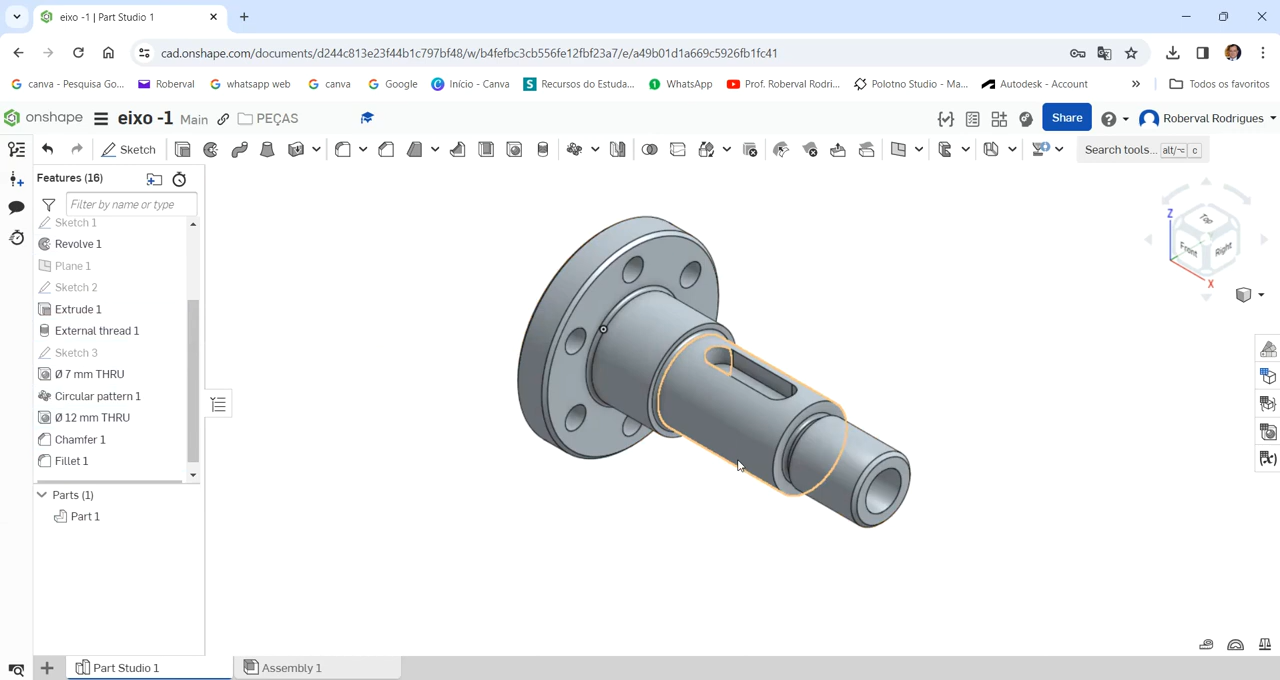 eixo -1 | Part Studio 1
cad.onshape.com/documents/d244c813e23f44b1c797bf48/w/b4fefbc3cb556fe12fbf23a7/e/a49b01d1a669c5926fb1fc41
canva - Pesquisa Go...
Roberval
whatsapp web
canva
Google
Início - Canva
Recursos do Estuda...
WhatsApp
Prof. Roberval Rodri...
Polotno Studio - Ma...
Autodesk - Account
»
Todos os favoritos
onshape
eixo -1 Main
PEÇAS
Share
Roberval Rodrigues
Sketch
Search tools... alt/⌥ c
Features (16)
Filter by name or type
Sketch 1
Revolve 1
Plane 1
Sketch 2
Extrude 1
External thread 1
Sketch 3
Ø 7 mm THRU
Circular pattern 1
Ø 12 mm THRU
Chamfer 1
Fillet 1
Parts (1)
Part 1
Z
Top
Front
Right
X
Part Studio 1
Assembly 1